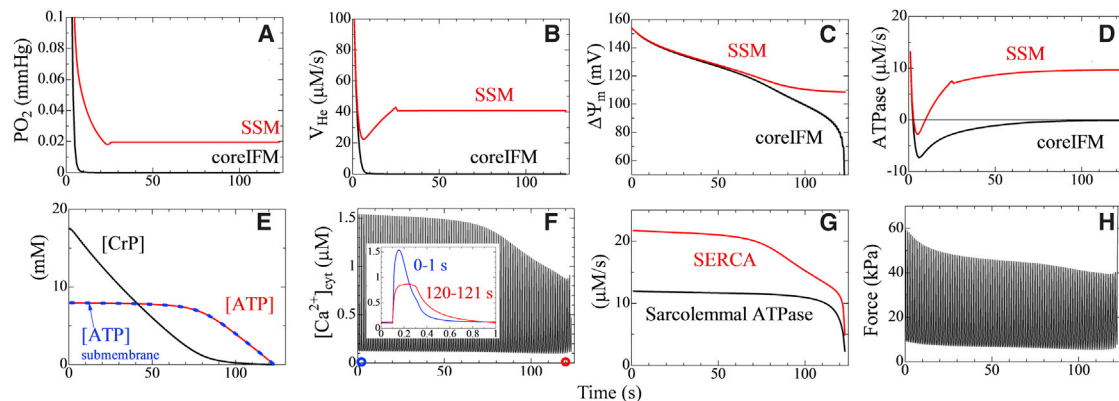 A
PO2 (mmHg)
0.1
0.08
0.06
0.04
0.02
0
SSM
coreIFM
0 50 100
B
VHe (μM/s)
100
80
60
40
20
0
SSM
coreIFM
0 50 100
C
ΔΨm (mV)
160
140
120
100
80
60
SSM
coreIFM
0 50 100
D
ATPase (μM/s)
20
10
0
-10
SSM
coreIFM
0 50 100
E
(mM)
20
10
0
[CrP]
[ATP]
[ATP]
submembrane
0 50 100
F
[Ca2+]cyt (μM)
1.5
1
0.5
0
1.5
1
0.5
0-1 s
120-121 s
0 0.2 0.4 0.6 0.8 1
0 50 100
G
(μM/s)
20
10
0
SERCA
Sarcolemmal ATPase
0 50 100
H
Force (kPa)
80
60
40
20
0
0 50 100
Time (s)